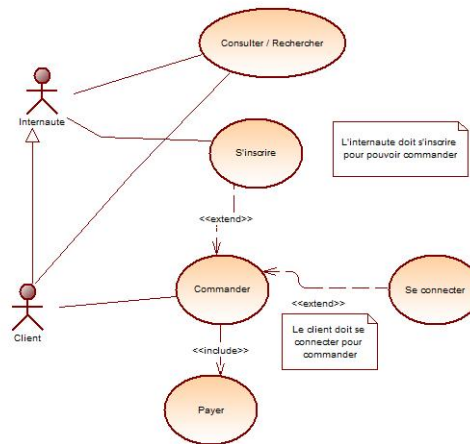 Consulter / Rechercher
Internaute
S'inscrire
L'internaute doit s'inscrire
pour pouvoir commander
<<extend>>
Commander
Se connecter
<<extend>>
Client
Le client doit se
connecter pour
commander
<<include>>
Payer